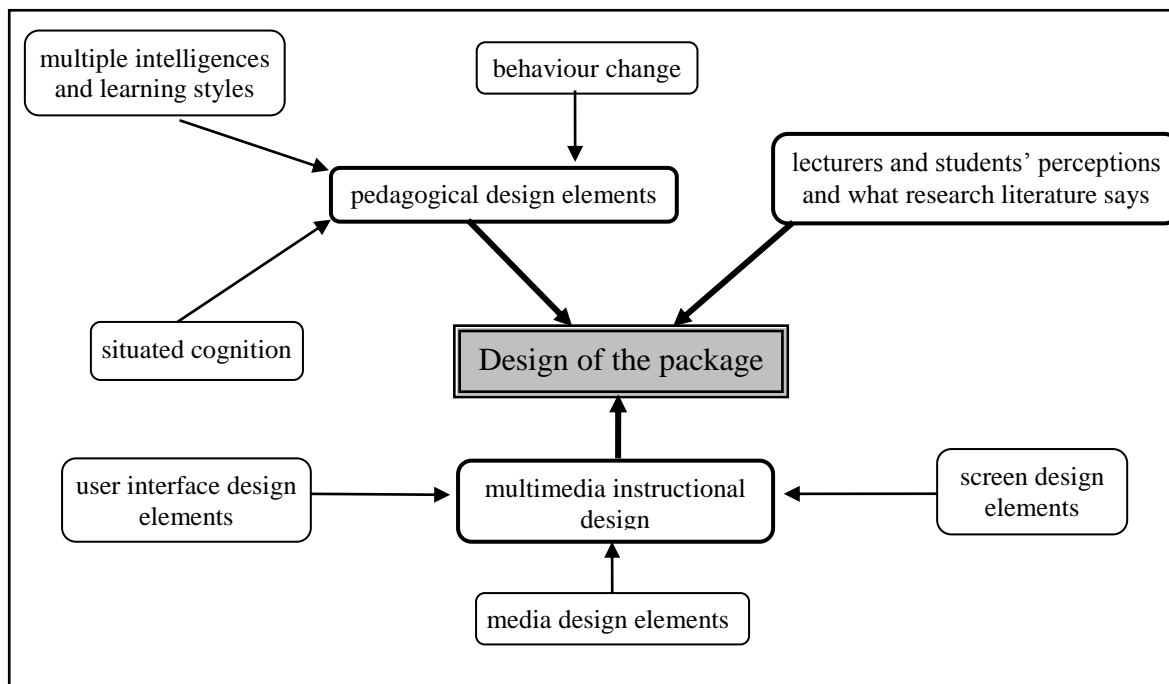 multiple intelligences
and learning styles
behaviour change
lecturers and students’ perceptions
and what research literature says
pedagogical design elements
situated cognition
Design of the package
user interface design
elements
multimedia instructional
design
screen design
elements
media design elements